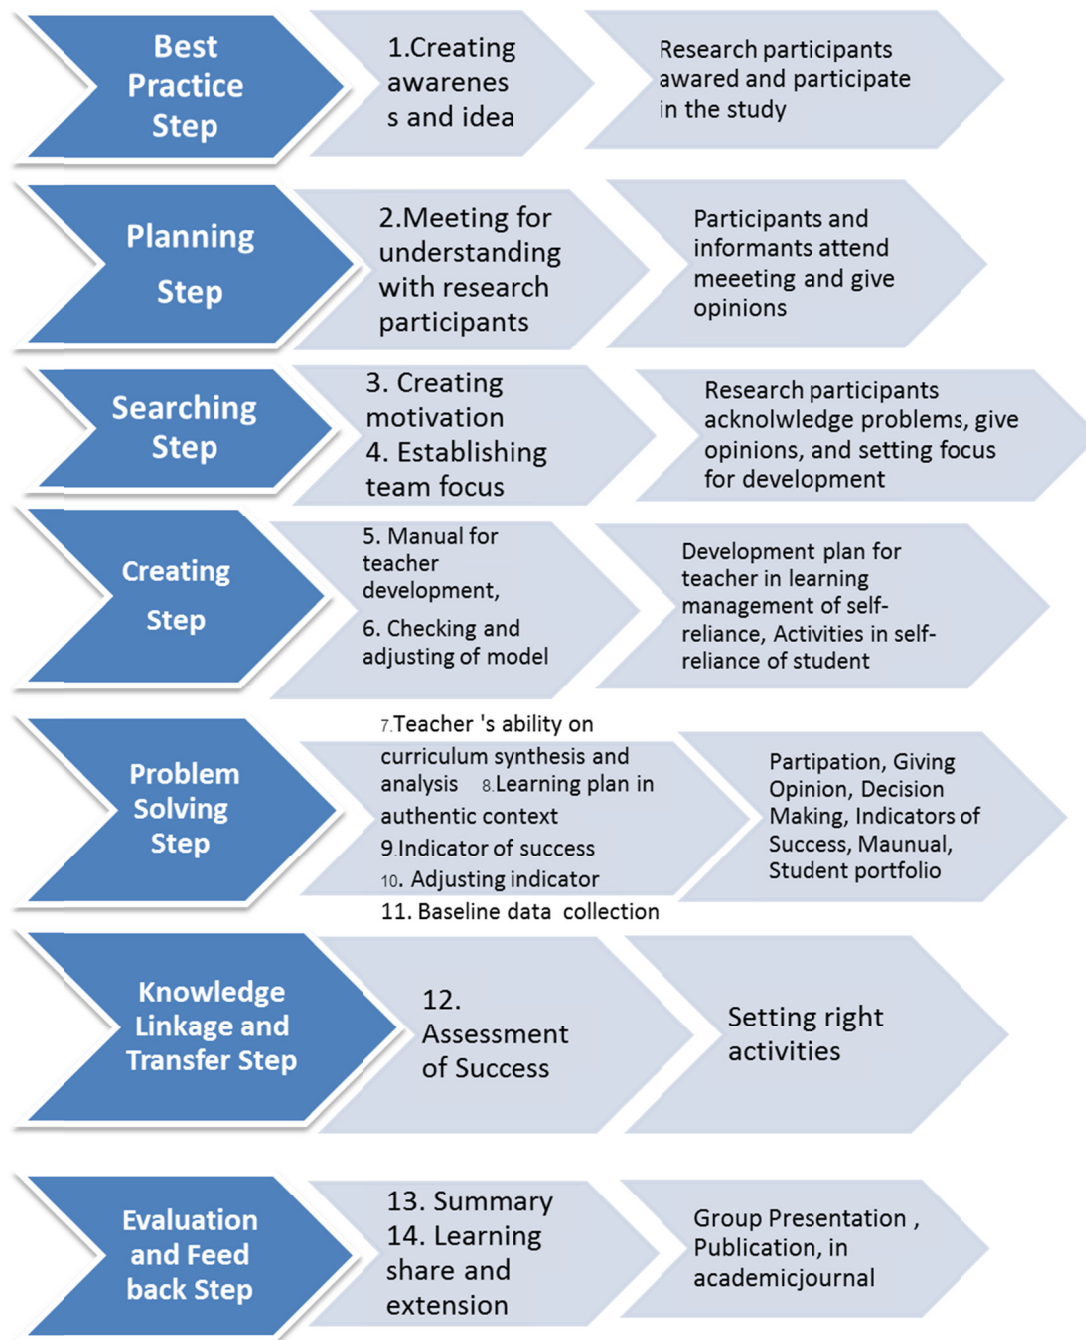 Best
Practice
Step
1.Creating
awarenes
s and idea
Research participants
awared and participate
in the study
Planning
Step
2.Meeting for
understanding
with research
participants
Participants and
informants attend
meeeting and give
opinions
Searching
Step
3. Creating
motivation
4. Establishing
team focus
Research participants
acknolwledge problems, give
opinions, and setting focus
for development
Creating
Step
5. Manual for
teacher
development,
6. Checking and
adjusting of model
Development plan for
teacher in learning
management of self-
reliance, Activities in self-
reliance of student
Problem
Solving
Step
7.Teacher 's ability on
curriculum synthesis and
analysis 8.Learning plan in
authentic context
9.Indicator of success
10. Adjusting indicator
11. Baseline data collection
Partipation, Giving
Opinion, Decision
Making, Indicators of
Success, Maunual,
Student portfolio
Knowledge
Linkage and
Transfer Step
12.
Assessment
of Success
Setting right
activities
Evaluation
and Feed
back Step
13. Summary
14. Learning
share and
extension
Group Presentation ,
Publication, in
academicjournal